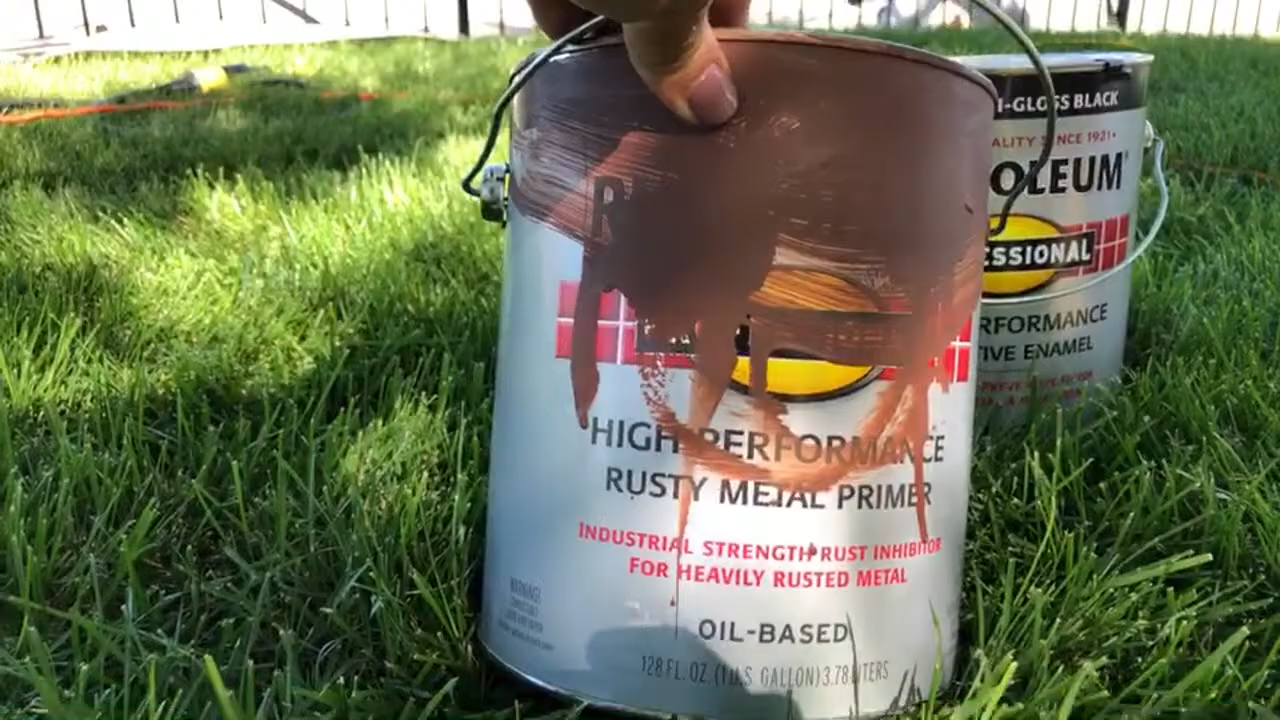 R
HIGH PERFORMANCE
RUSTY METAL PRIMER
INDUSTRIAL STRENGTH RUST INHIBITOR
FOR HEAVILY RUSTED METAL
OIL-BASED
128 FL. OZ. (1 U.S. GALLON) 3.78 LITERS
WARNING!
I-GLOSS BLACK
ALITY SINCE 1921
OLEUM
ESSIONAL
RFORMANCE
TIVE ENAMEL